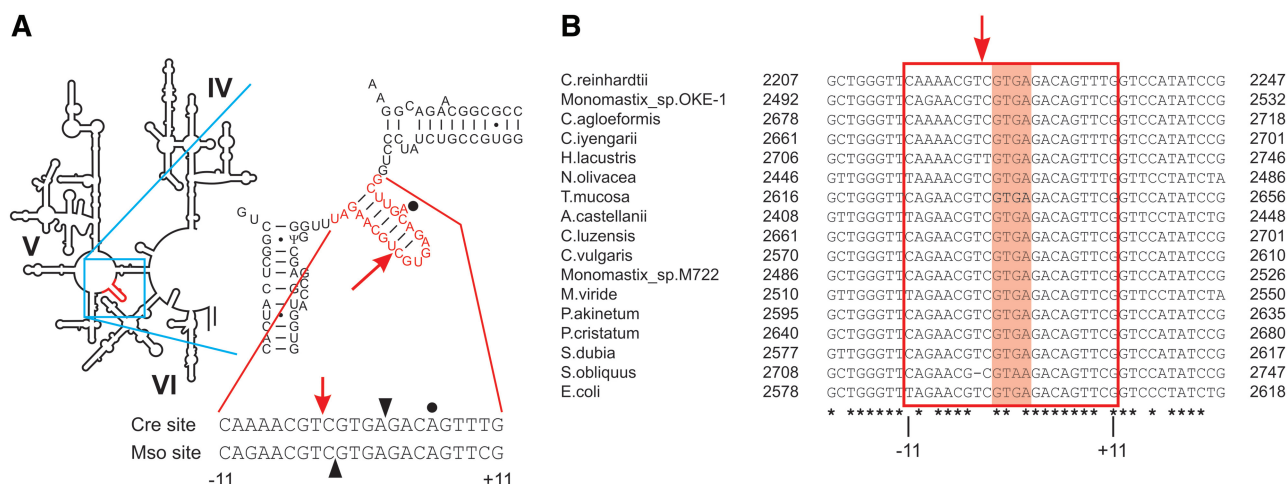 A
IV
V
VI
II
A
A
GGCAGACGGCGCC
Cre site CAAAACGTCGTGAGACAGTTTG
Mso site CAGAACGTCGTGAGACAGTTCG
-11 +11
B
C.reinhardtii 2207 GCTGGGTTCAAAACGTCGTGAGACAGTTTGGTCCATATCCG 2247
Monomastix_sp.OKE-1 2492 GCTGGGTTCAGAACGTCGTGAGACAGTTCGGTCCATATCCG 2532
C.agloeformis 2678 GCTGGGTTCAGAACGTCGTGAGACAGTTCGGTCCATATCCG 2718
C.iyengarii 2661 GCTGGGTTCAAAACGTCGTGAGACAGTTCGGTCCATATCCG 2701
H.lacustris 2706 GCTGGGTTCAAAACGTTGTGAGACAGTTCGGTCCATATCCG 2746
N.olivacea 2446 GCTGGGTTTAAAACGTCGTGAGACAGTTTGGTTCCTATCTA 2486
T.mucosa 2616 GCTGGGTTCAGAACGTCGTGAGACAGTTCGGTCCATATCCG 2656
A.castellanii 2408 GTTGGGTTTAGAACGTCGTGAGACAGTTCGGTTCCTATCTG 2448
C.luzensis 2661 GCTGGGTTCAGAACGTCGTGAGACAGTTCGGTCCATATCCG 2701
C.vulgaris 2570 GCTGGGTTCAGAACGTCGTGAGACAGTTCGGTCCATATCCG 2610
Monomastix_sp.M722 2486 GCTGGGTTCAGAACGTCGTGAGACAGTTCGGTCCATATCCG 2526
M.viride 2510 GTTGGGTTTAGAACGTCGTGAGACAGTTCGGTTCCTATCTA 2550
P.akinetum 2595 GCTGGGTTCAGAACGTCGTGAGACAGTTCGGTCCATATCCG 2635
P.cristatum 2640 GCTGGGTTCAGAACGTCGTGAGACAGTTCGGTCCATATCCG 2680
S.dubia 2577 GTTGGGTTCAGAACGTCGTGAGACAGTTCGGTCCATATCCG 2617
S.obliquus 2708 GCTGGGTTCAGAACG-CGTAAGACAGTTCGGTCCATATCCG 2747
E.coli 2578 GCTGGGTTTAGAACGTCGTGAGACAGTTCGGTCCCTATCTG 2618
* ****** * ****  ** ******** *** * ****
-11 +11